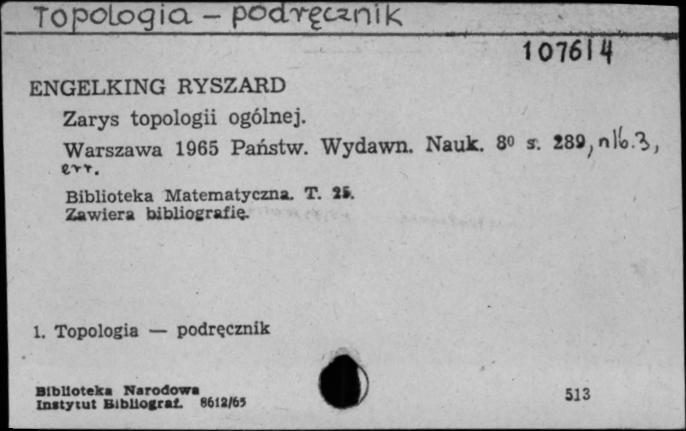 Topologia – podręcznik
107614
ENGELKING RYSZARD
Zarys topologii ogólnej.
Warszawa 1965 Państw. Wydawn. Nauk. 8⁰ s. 289, nlb.3,
err.
Biblioteka Matematyczna. T. 25.
Zawiera bibliografię.
1. Topologia — podręcznik
Biblioteka Narodowa
Instytut Bibliograf. 8612/65
513